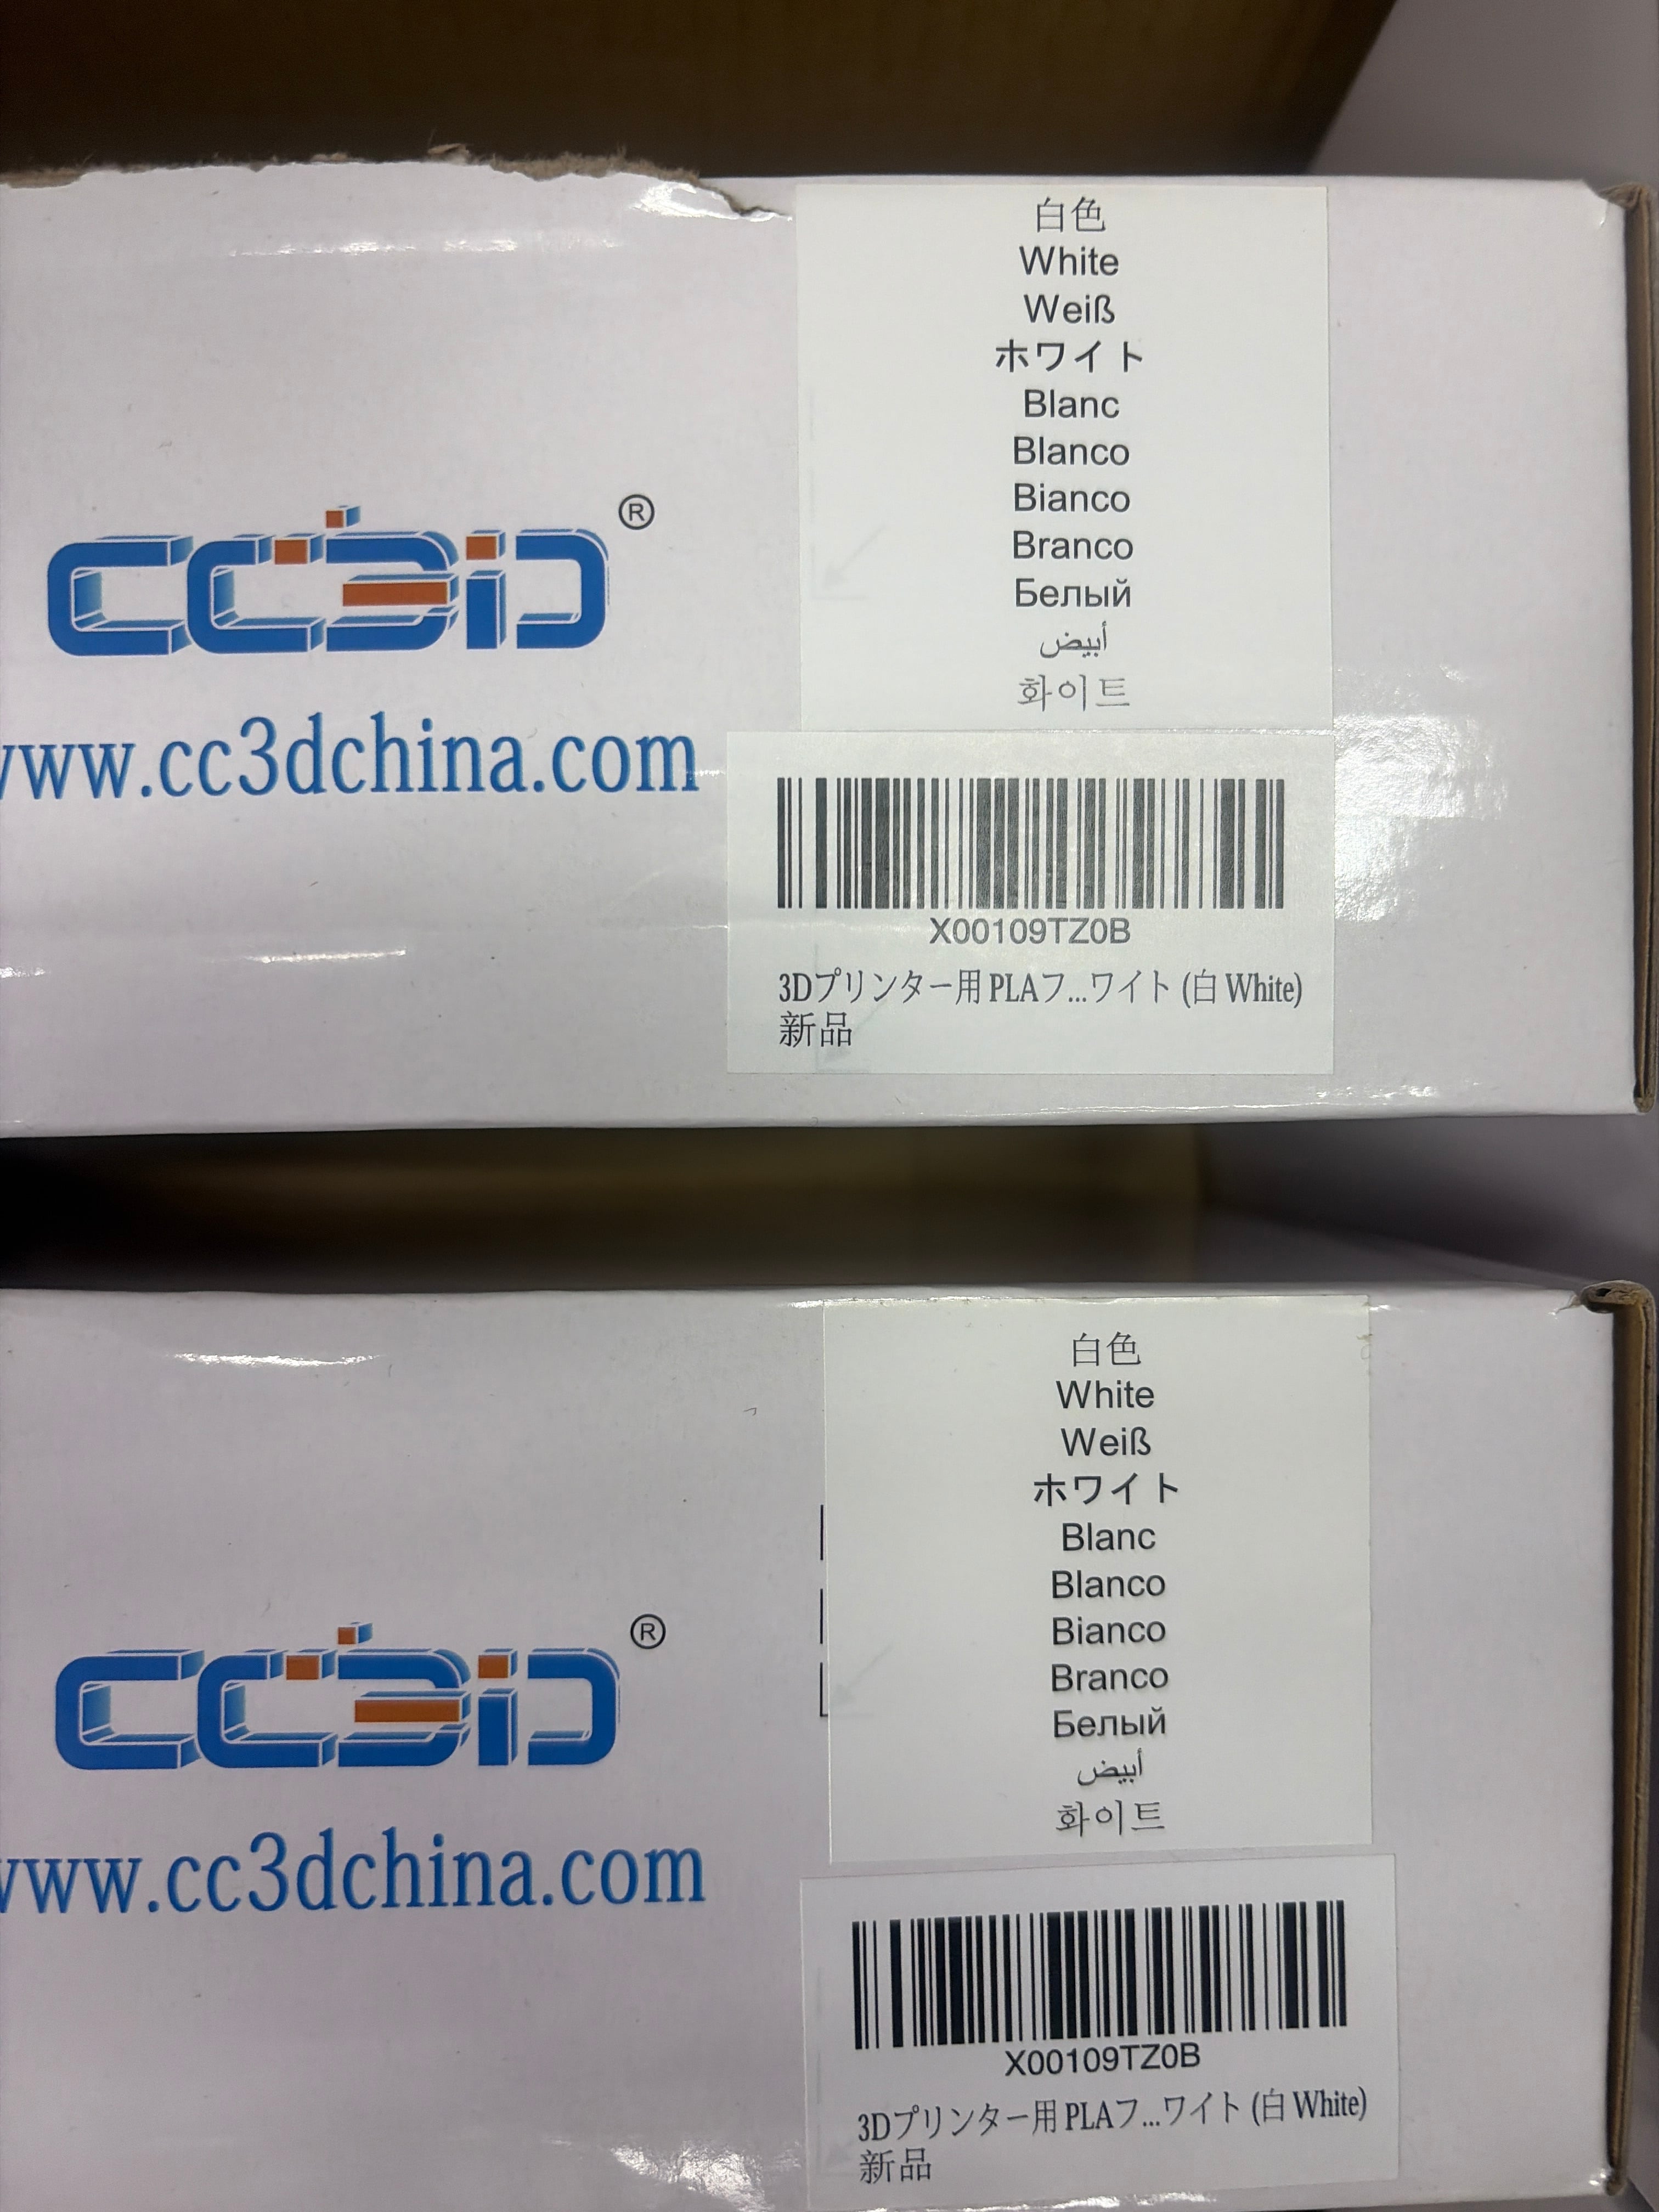 白色
White
Weiß
ホワイト
Blanc
Blanco
Bianco
Branco
Белый
أبيض
화이트
CC3D®
www.cc3dchina.com
X00109TZ0B
3Dプリンター用 PLAフ...ワイト (白 White)
新品
白色
White
Weiß
ホワイト
Blanc
Blanco
Bianco
Branco
Белый
أبيض
화이트
CC3D®
www.cc3dchina.com
X00109TZ0B
3Dプリンター用 PLAフ...ワイト (白 White)
新品